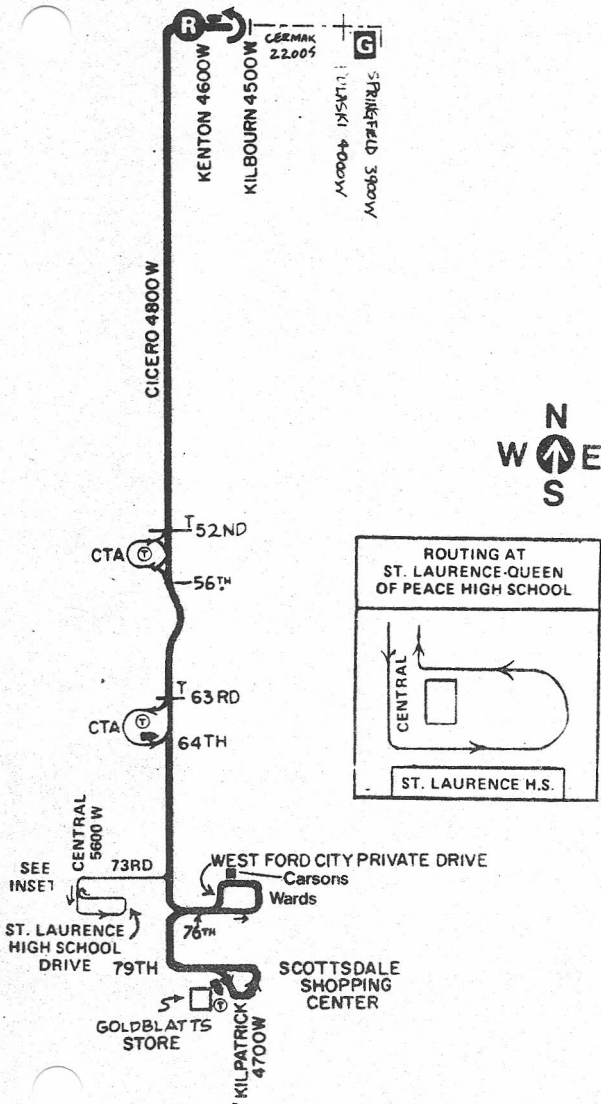 R
CERMAK
2200S
G
KENTON 4600W
KILBOURN 4500W
4000W
SPRINGFIELD 3900W
CICERO 4800W
N
W E
S
T 52ND
CTA T
56TH
T 63RD
CTA T
64TH
ROUTING AT
ST. LAURENCE-QUEEN
OF PEACE HIGH SCHOOL
CENTRAL
ST. LAURENCE H.S.
CENTRAL
5600 W
73RD
SEE
INSET
WEST FORD CITY PRIVATE DRIVE
Carsons
Wards
76TH
ST. LAURENCE
HIGH SCHOOL
DRIVE
79TH
SCOTTSDALE
SHOPPING
CENTER
S
T
GOLDBLATTS
STORE
KILPATRICK
4700W